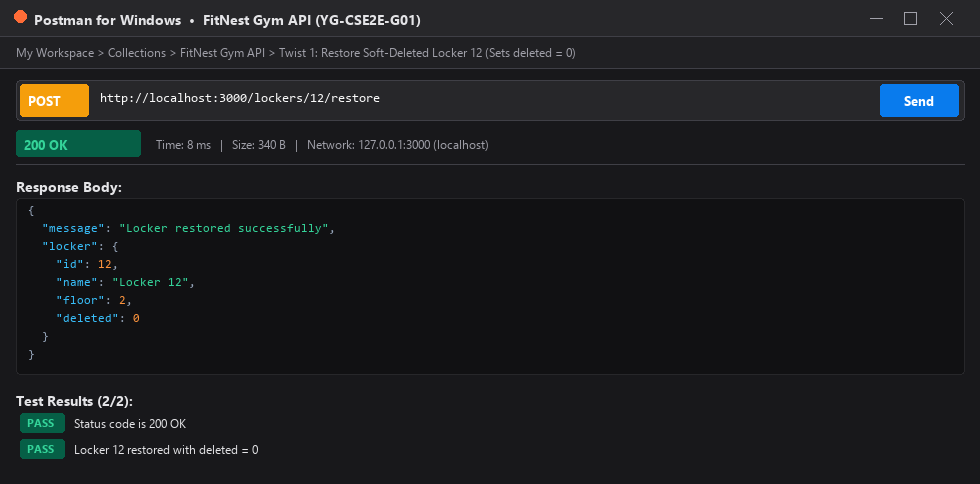 Postman for Windows • FitNest Gym API (YG-CSE2E-G01)
My Workspace > Collections > FitNest Gym API > Twist 1: Restore Soft-Deleted Locker 12 (Sets deleted = 0)
POST http://localhost:3000/lockers/12/restore Send
200 OK Time: 8 ms | Size: 340 B | Network: 127.0.0.1:3000 (localhost)
Response Body:
{
  "message": "Locker restored successfully",
  "locker": {
    "id": 12,
    "name": "Locker 12",
    "floor": 2,
    "deleted": 0
  }
}
Test Results (2/2):
PASS Status code is 200 OK
PASS Locker 12 restored with deleted = 0